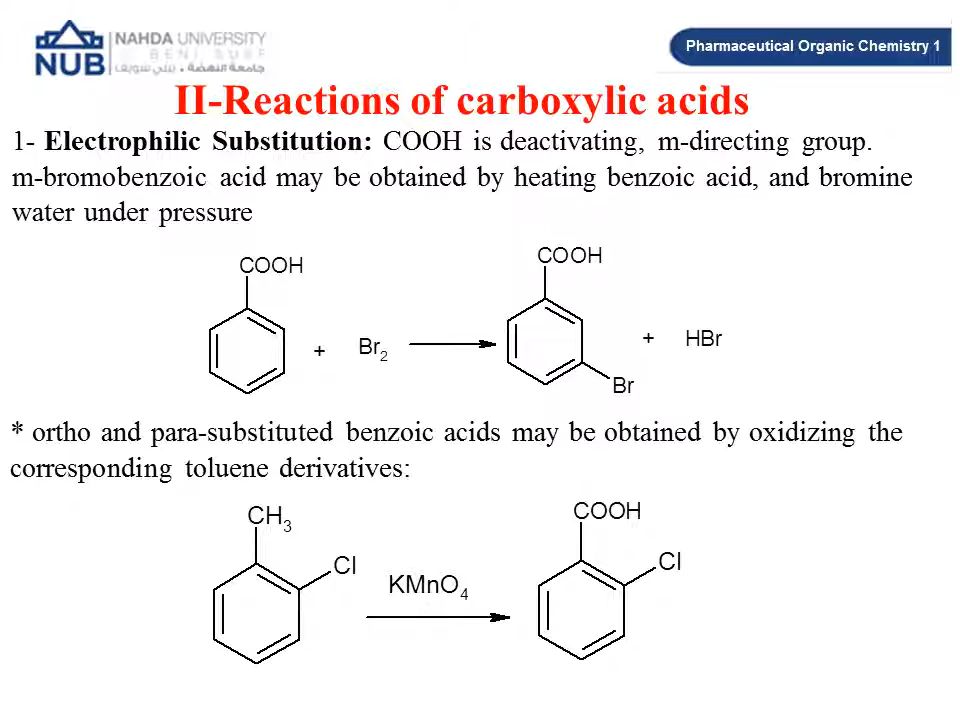 NAHDA UNIVERSITY
BENI SUEF
NUB
جامعة النهضة . بني سويف
Pharmaceutical Organic Chemistry 1
II-Reactions of carboxylic acids
1- Electrophilic Substitution: COOH is deactivating, m-directing group.
m-bromobenzoic acid may be obtained by heating benzoic acid, and bromine
water under pressure
COOH
COOH
+ Br2
+ HBr
Br
* ortho and para-substituted benzoic acids may be obtained by oxidizing the
corresponding toluene derivatives:
CH3
COOH
Cl
Cl
KMnO4